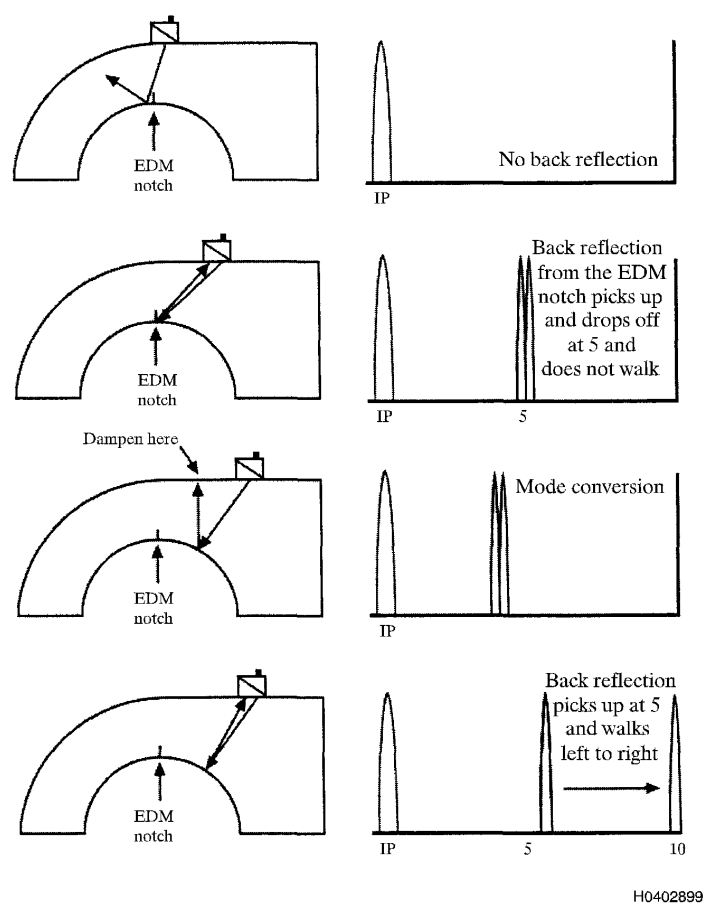 EDM
notch
No back reflection
IP
EDM
notch
Back reflection
from the EDM
notch picks up
and drops off
at 5 and
does not walk
IP
5
Dampen here
EDM
notch
Mode conversion
IP
EDM
notch
Back reflection
picks up at 5
and walks
left to right
IP
5
10
H0402899